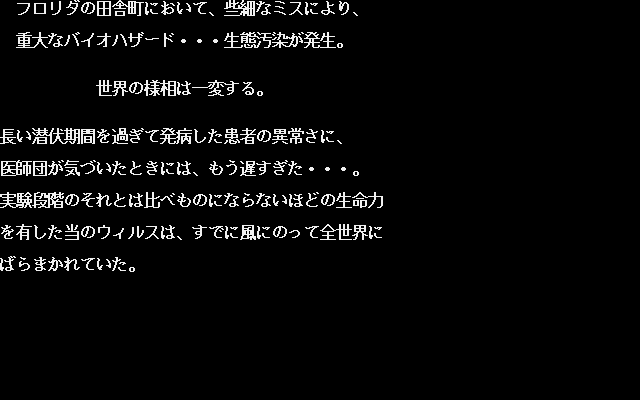 フロリダの田舎町において、些細なミスにより、
重大なバイオハザード・・・生態汚染が発生。
世界の様相は一変する。
長い潜伏期間を過ぎて発病した患者の異常さに、
医師団が気づいたときには、もう遅すぎた・・・。
実験段階のそれとは比べものにならないほどの生命力
を有した当のウィルスは、すでに風にのって全世界に
ばらまかれていた。